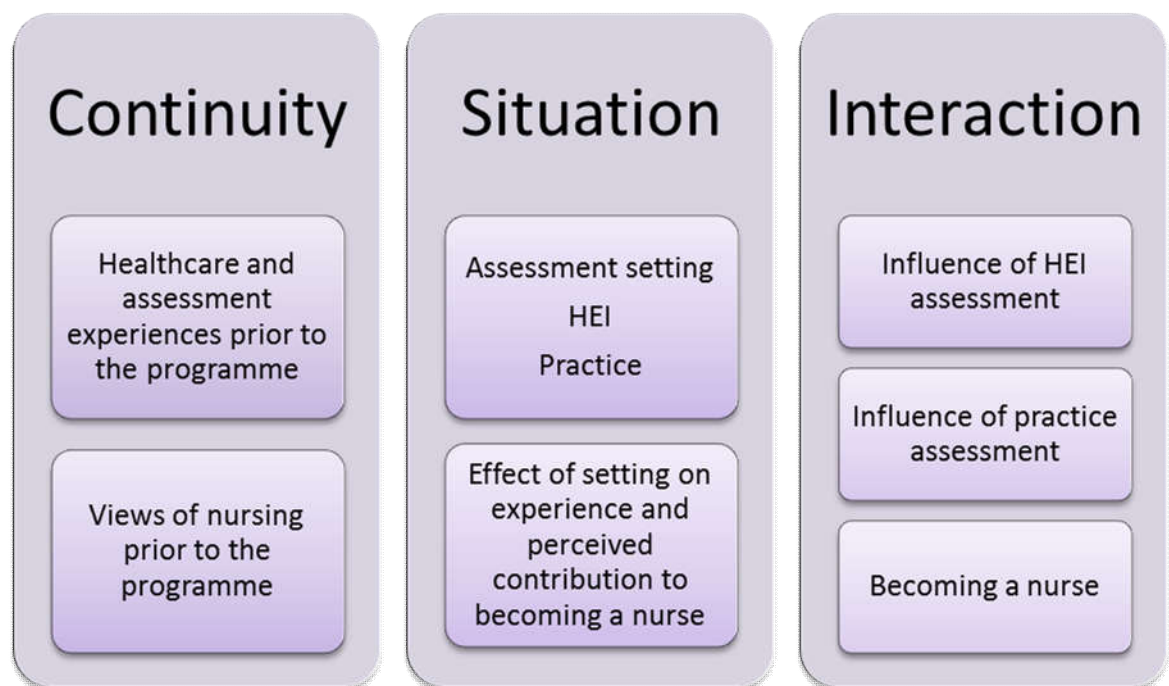 Continuity
Healthcare and
assessment
experiences prior to
the programme
Views of nursing
prior to the
programme
Situation
Assessment setting
HEI
Practice
Effect of setting on
experience and
perceived
contribution to
becoming a nurse
Interaction
Influence of HEI
assessment
Influence of practice
assessment
Becoming a nurse